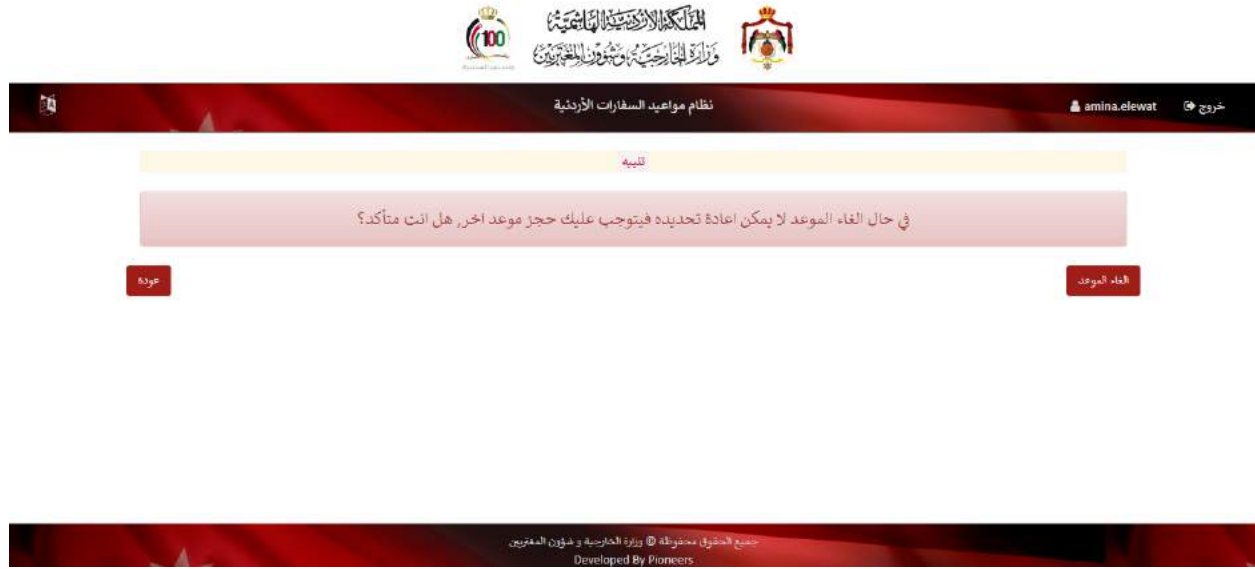 المملكة الأردنية الهاشمية
وزارة الخارجية وشؤون المغتربين
100
خروج
amina.elewat
نظام مواعيد السفارات الأردنية
تنبيه
في حال الغاء الموعد لا يمكن اعادة تحديده فيتوجب عليك حجز موعد اخر, هل انت متأكد؟
الغاء الموعد
عودة
جميع الحقوق محفوظة © وزارة الخارجية و شؤون المغتربين
Developed By Pioneers